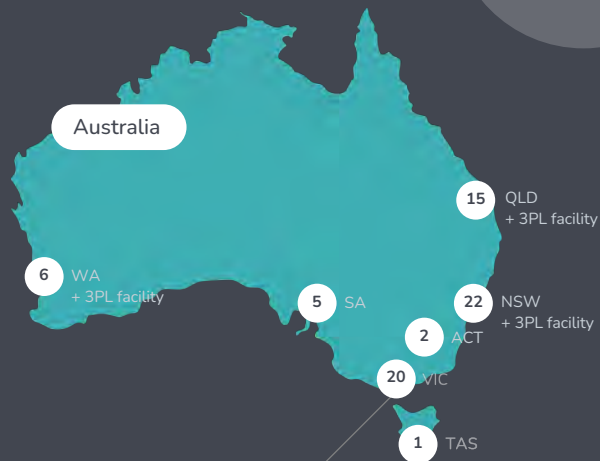 Australia
15 QLD
+ 3PL facility
6 WA
+ 3PL facility
5 SA
22 NSW
+ 3PL facility
2 ACT
20 VIC
1 TAS